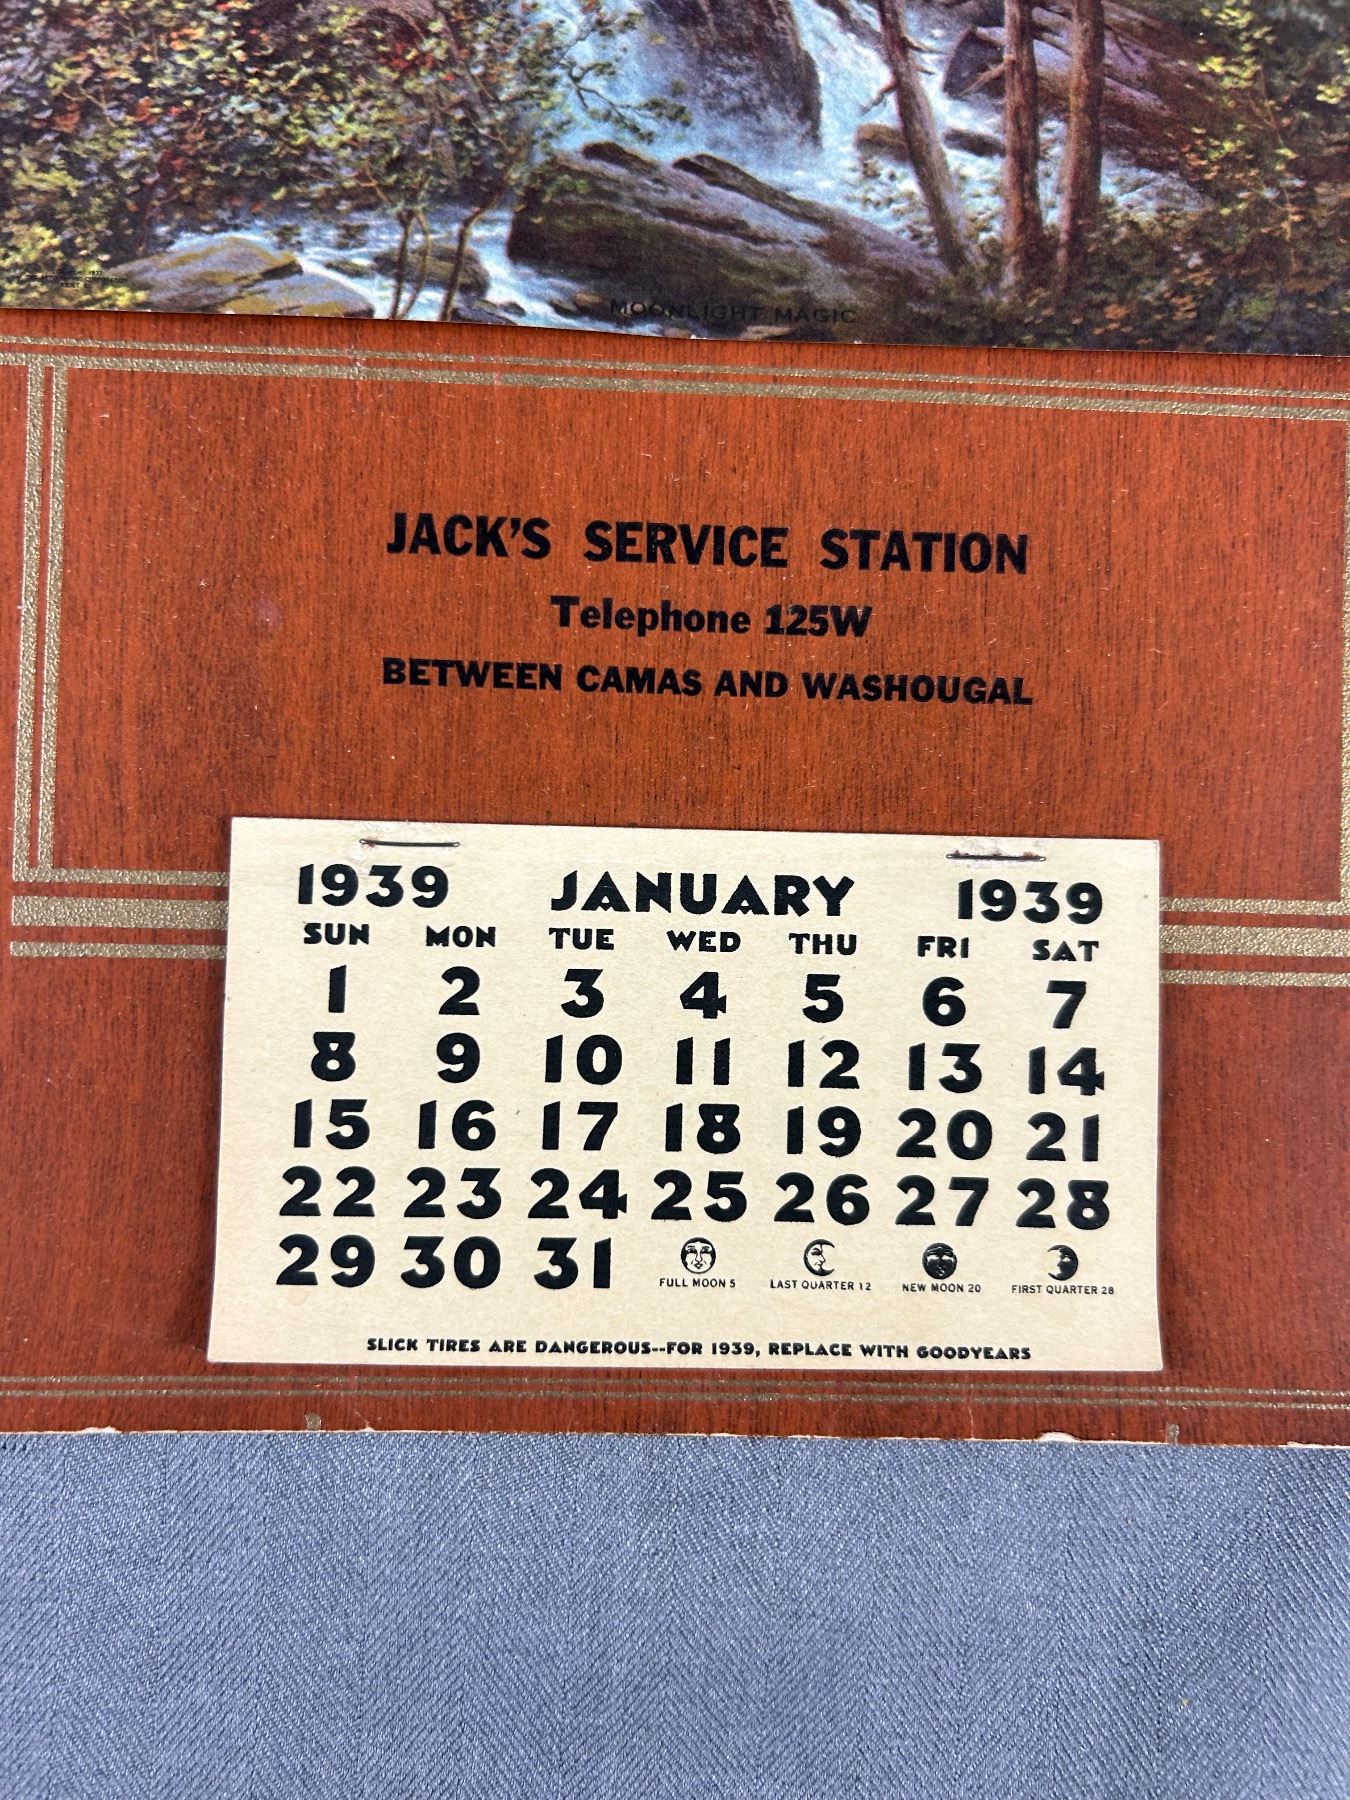 MOONLIGHT MAGIC
JACK'S SERVICE STATION
Telephone 125W
BETWEEN CAMAS AND WASHOUGAL
1939 JANUARY 1939
SUN MON TUE WED THU FRI SAT
1 2 3 4 5 6 7
8 9 10 11 12 13 14
15 16 17 18 19 20 21
22 23 24 25 26 27 28
29 30 31
FULL MOON 5 LAST QUARTER 12 NEW MOON 20 FIRST QUARTER 28
SLICK TIRES ARE DANGEROUS--FOR 1939, REPLACE WITH GOODYEARS